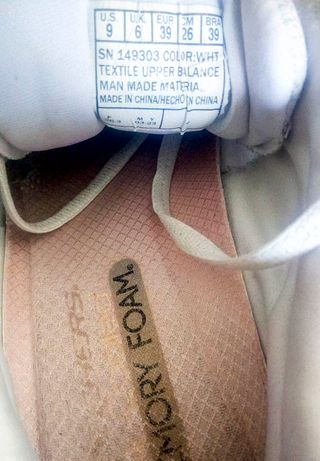 U.S. U.K. EUR CM BRA
9 6 39 26 39
SN 149303 COLOR:WHT
TEXTILE UPPER BALANCE
MAN MADE MATERIAL
MADE IN CHINA/HECHO EN CHINA
MEMORY FOAM.